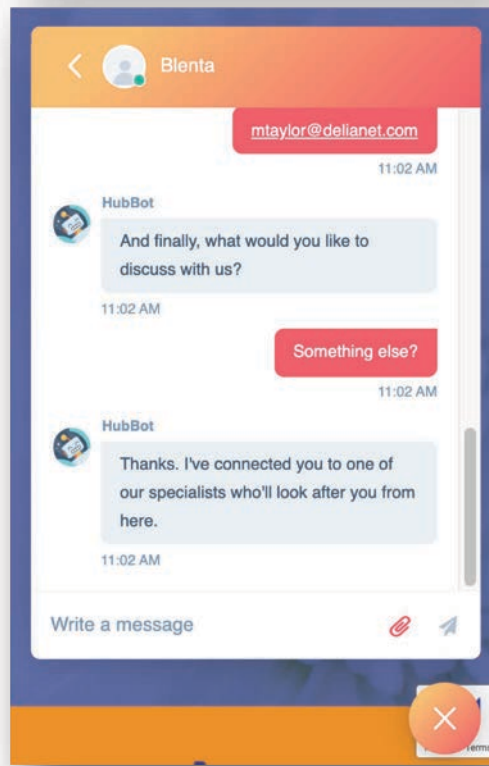 Blenta
mtaylor@delianet.com
11:02 AM
HubBot
And finally, what would you like to
discuss with us?
11:02 AM
Something else?
11:02 AM
HubBot
Thanks. I've connected you to one of
our specialists who'll look after you from
here.
11:02 AM
Write a message